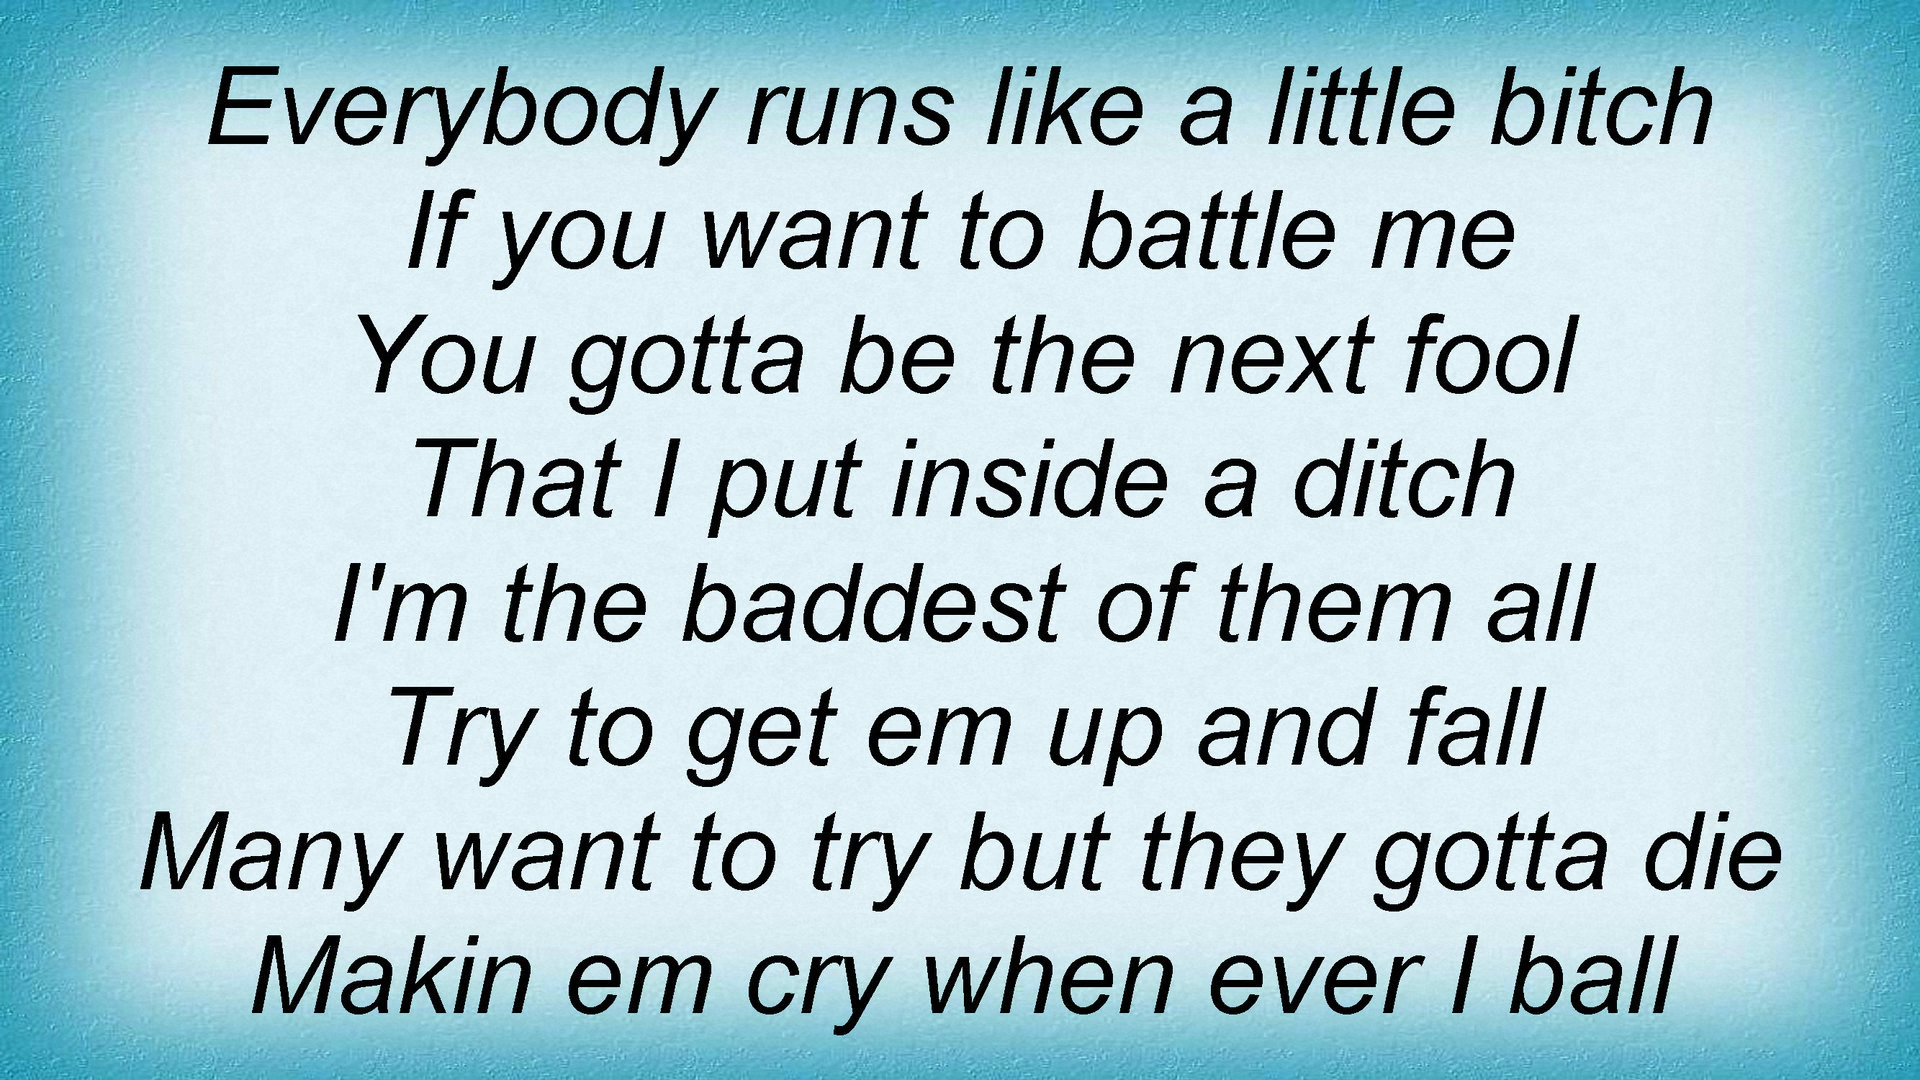 Everybody runs like a little bitch
If you want to battle me
You gotta be the next fool
That I put inside a ditch
I'm the baddest of them all
Try to get em up and fall
Many want to try but they gotta die
Makin em cry when ever I ball